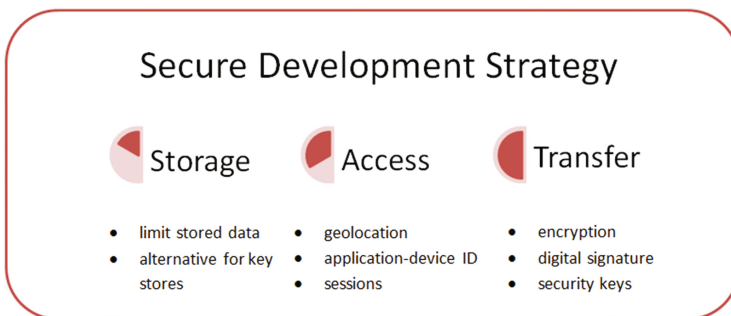 Secure Development Strategy
Storage
Access
Transfer
• limit stored data
• alternative for key
stores
• geolocation
• application-device ID
• sessions
• encryption
• digital signature
• security keys